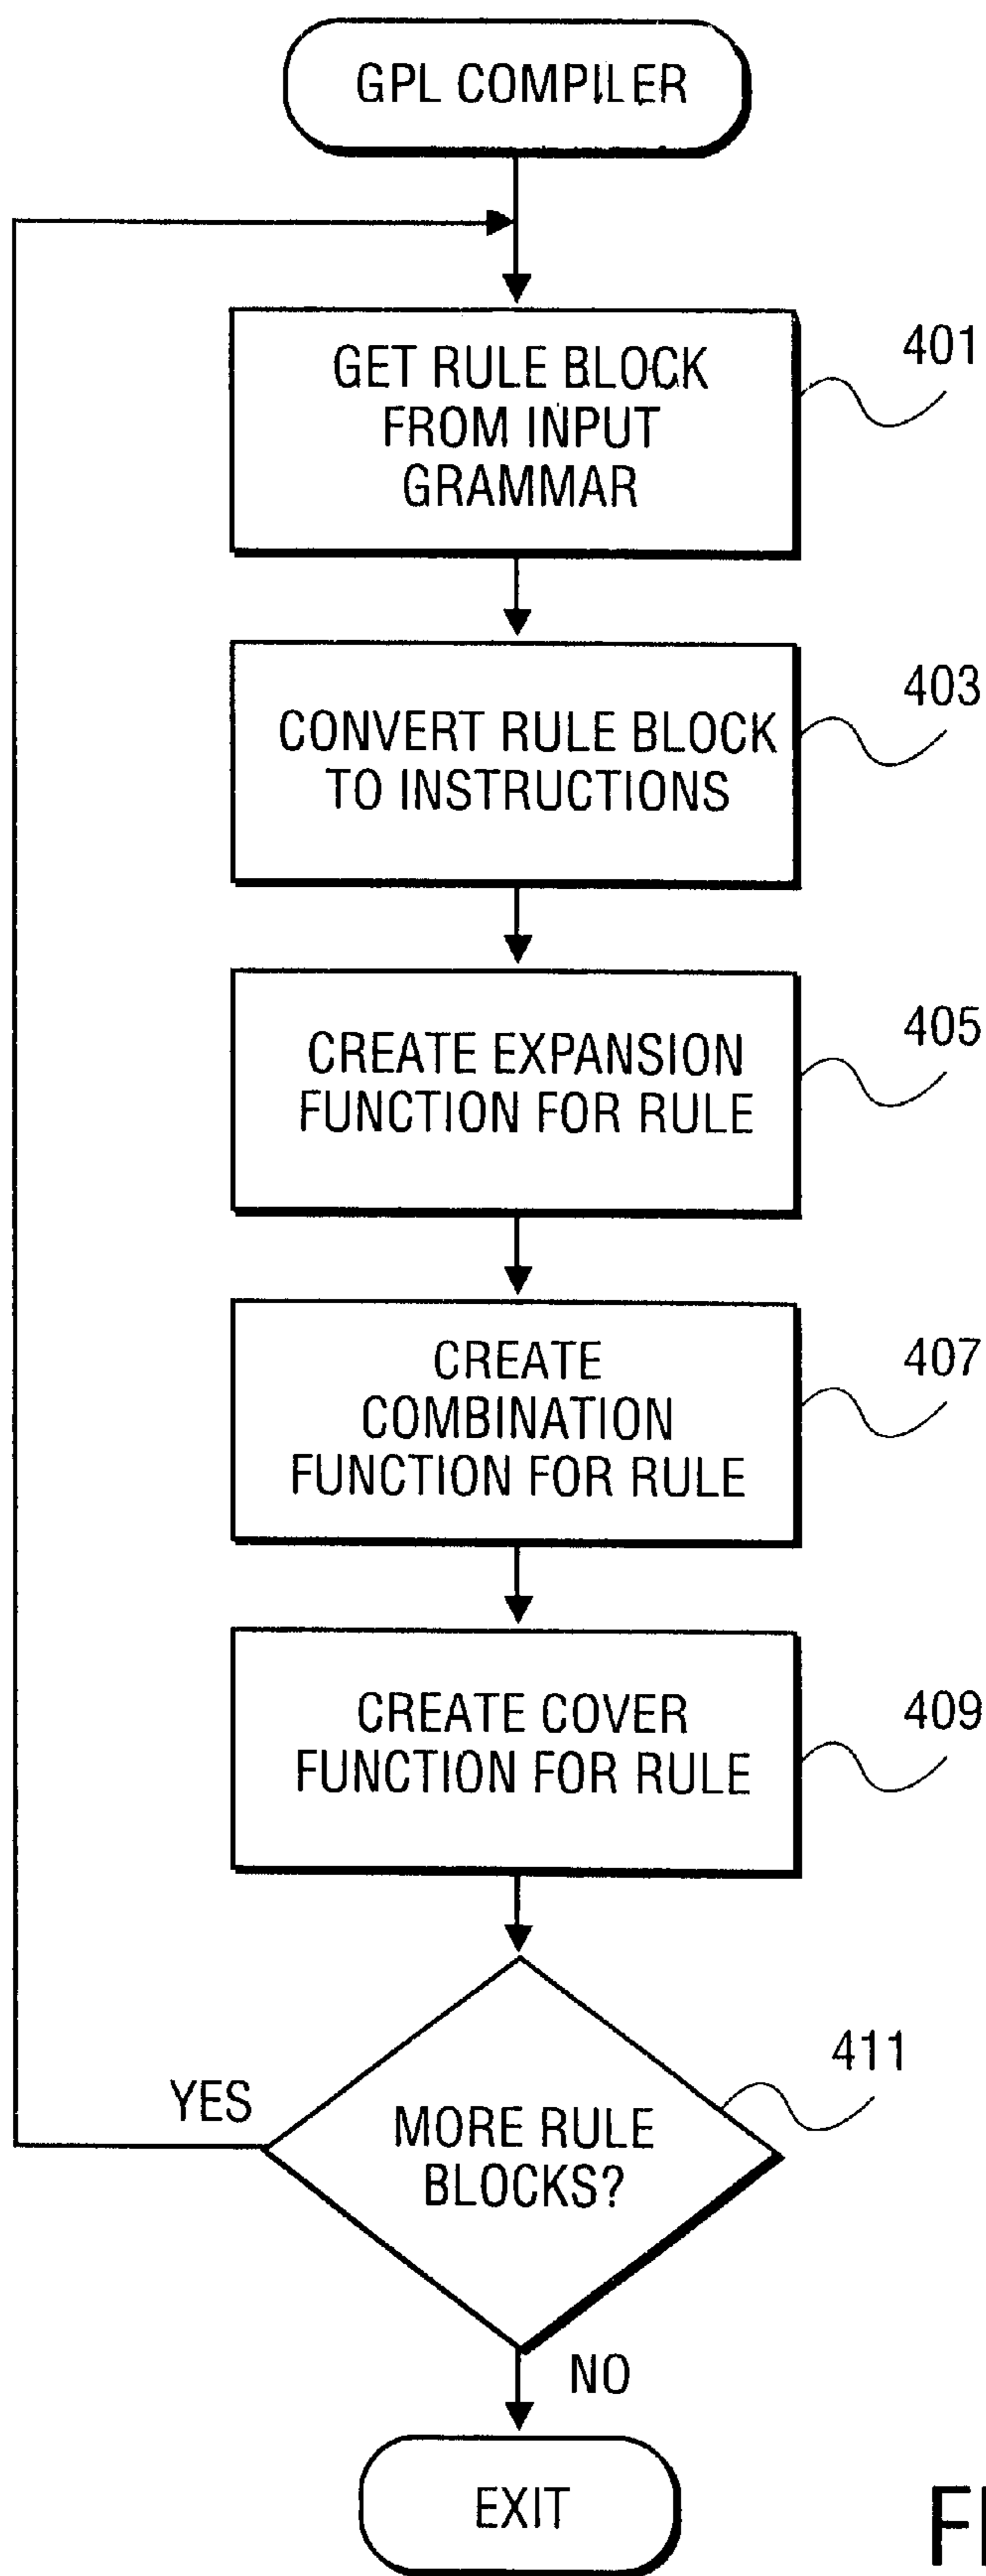 GPL COMPILER
GET RULE BLOCK
FROM INPUT
GRAMMAR
401
CONVERT RULE BLOCK
TO INSTRUCTIONS
403
CREATE EXPANSION
FUNCTION FOR RULE
405
CREATE
COMBINATION
FUNCTION FOR RULE
407
CREATE COVER
FUNCTION FOR RULE
409
MORE RULE
BLOCKS?
411
YES
NO
EXIT